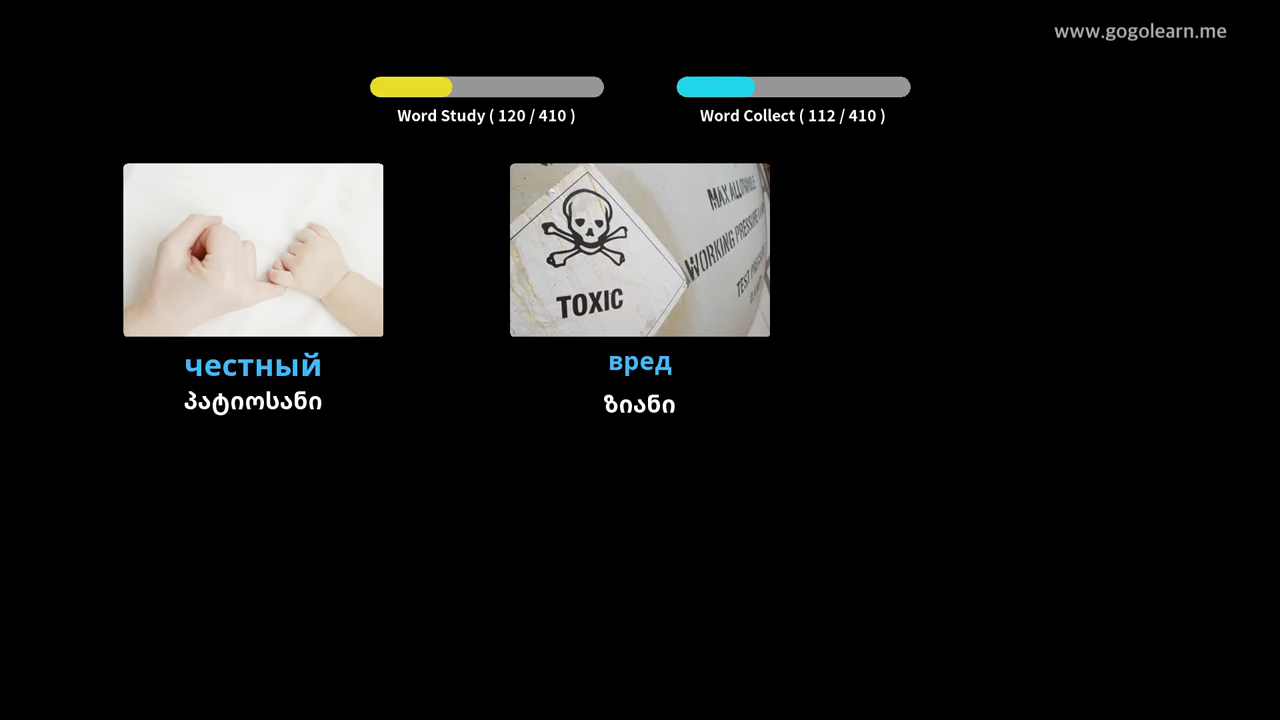 www.gogolearn.me
Word Study ( 120 / 410 )
Word Collect ( 112 / 410 )
TOXIC
MAX ALLOWABLE
WORKING PRESSURE
TEST PRESSURE
честный
პატიოსანი
вред
ზიანი